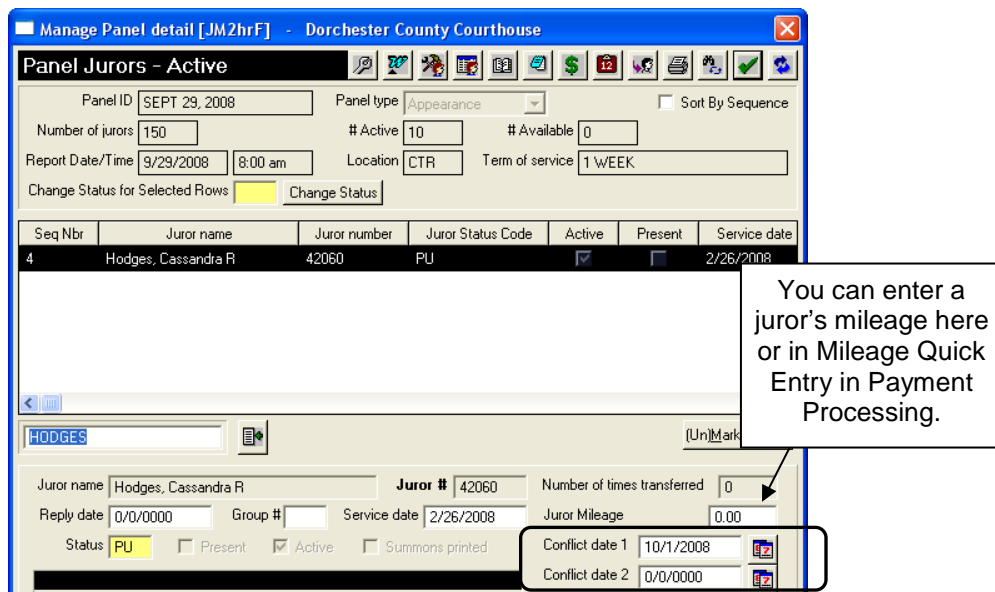 Manage Panel detail [JM2hrF] - Dorchester County Courthouse
Panel Jurors - Active
12
Panel ID SEPT 29, 2008 Panel type Appearance Sort By Sequence
Number of jurors 150 # Active 10 # Available 0
Report Date/Time 9/29/2008 8:00 am Location CTR Term of service 1 WEEK
Change Status for Selected Rows Change Status
Seq Nbr Juror name Juror number Juror Status Code Active Present Service date
4 Hodges, Cassandra R 42060 PU 2/26/2008
You can enter a
juror's mileage here
or in Mileage Quick
Entry in Payment
Processing.
HODGES (Un)Mark
Juror name Hodges, Cassandra R Juror # 42060 Number of times transferred 0
Reply date 0/0/0000 Group # Service date 2/26/2008 Juror Mileage 0.00
Status PU Present Active Summons printed Conflict date 1 10/1/2008
Conflict date 2 0/0/0000